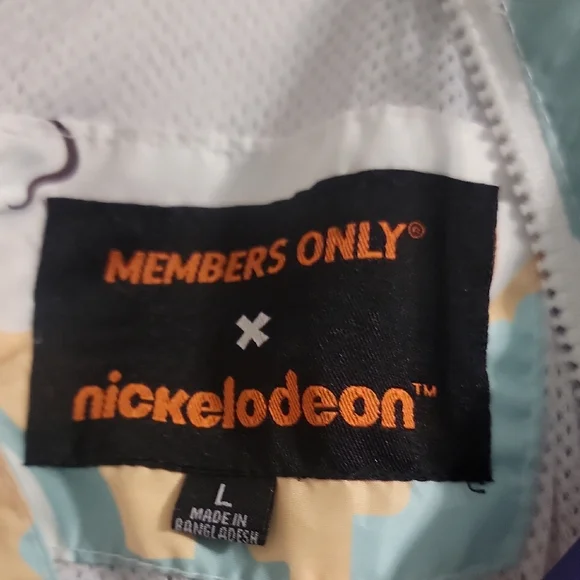 MEMBERS ONLY®
x
nickelodeon™
L
MADE IN
BANGLADESH